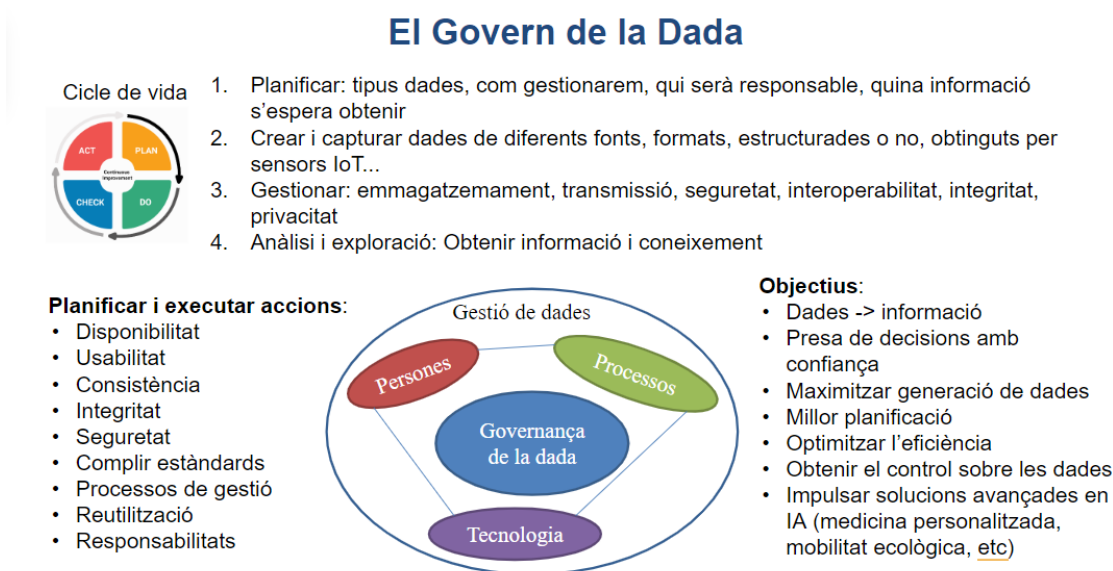 El Govern de la Dada
Cicle de vida
ACT
PLAN
Continuous
improvement
CHECK
DO
1. Planificar: tipus dades, com gestionarem, qui serà responsable, quina informació
s'espera obtenir
2. Crear i capturar dades de diferents fonts, formats, estructurades o no, obtinguts per
sensors IoT...
3. Gestionar: emmagatzemament, transmissió, seguretat, interoperabilitat, integritat,
privacitat
4. Anàlisi i exploració: Obtenir informació i coneixement
Planificar i executar accions:
• Disponibilitat
• Usabilitat
• Consistència
• Integritat
• Seguretat
• Complir estàndards
• Processos de gestió
• Reutilització
• Responsabilitats
Gestió de dades
Persones
Processos
Governança
de la dada
Tecnologia
Objectius:
• Dades -> informació
• Presa de decisions amb
confiança
• Maximitzar generació de dades
• Millor planificació
• Optimitzar l'eficiència
• Obtenir el control sobre les dades
• Impulsar solucions avançades en
IA (medicina personalitzada,
mobilitat ecològica, etc)